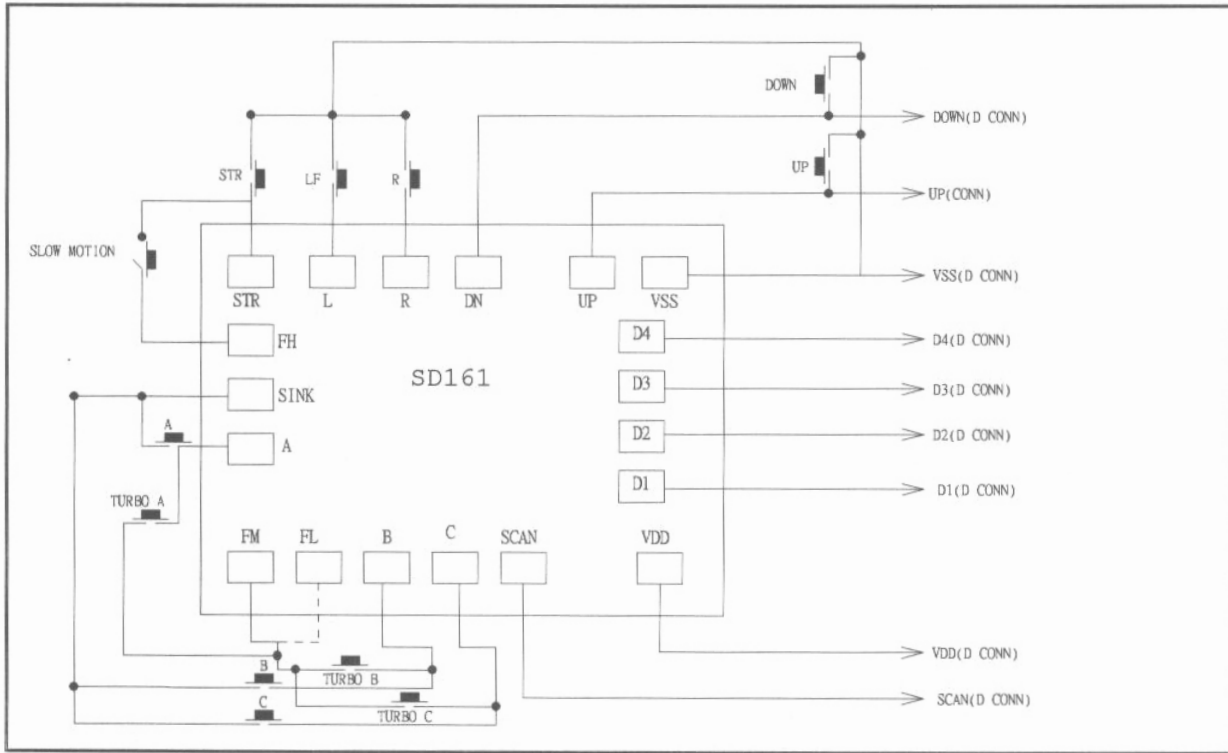 DOWN
DOWN(D CONN)
STR
LF
R
UP
UP(CONN)
SLOW MOTION
STR
L
R
DN
UP
VSS
VSS(D CONN)
FH
D4
D4(D CONN)
SD161
SINK
D3
D3(D CONN)
A
A
D2
D2(D CONN)
TURBO A
D1
D1(D CONN)
FM
FL
B
C
SCAN
VDD
VDD(D CONN)
B
TURBO B
SCAN(D CONN)
C
TURBO C